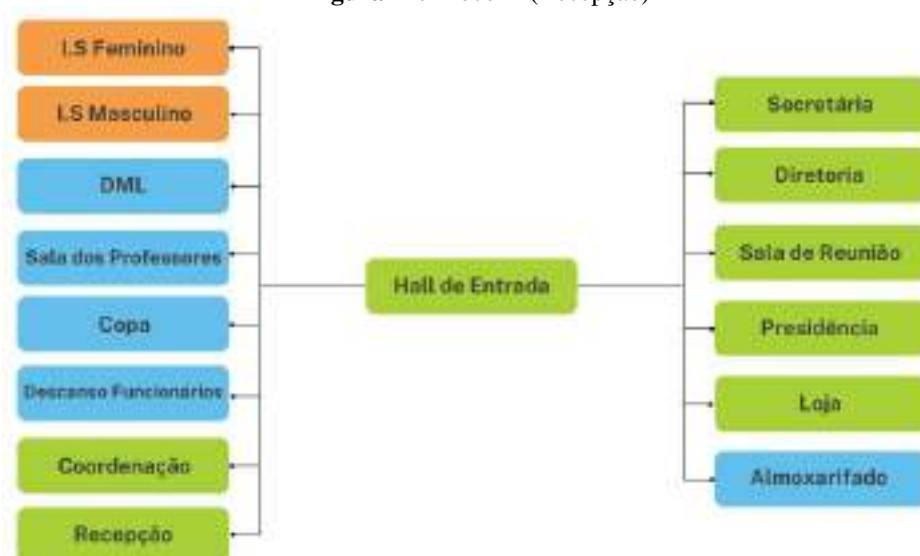 (Recepção)
I.S Feminino
I.S Masculino
DML
Sala dos Professores
Copa
Descanso Funcionários
Coordenação
Recepção
Hall de Entrada
Secretária
Diretoria
Sala de Reunião
Presidência
Loja
Almoxarifado